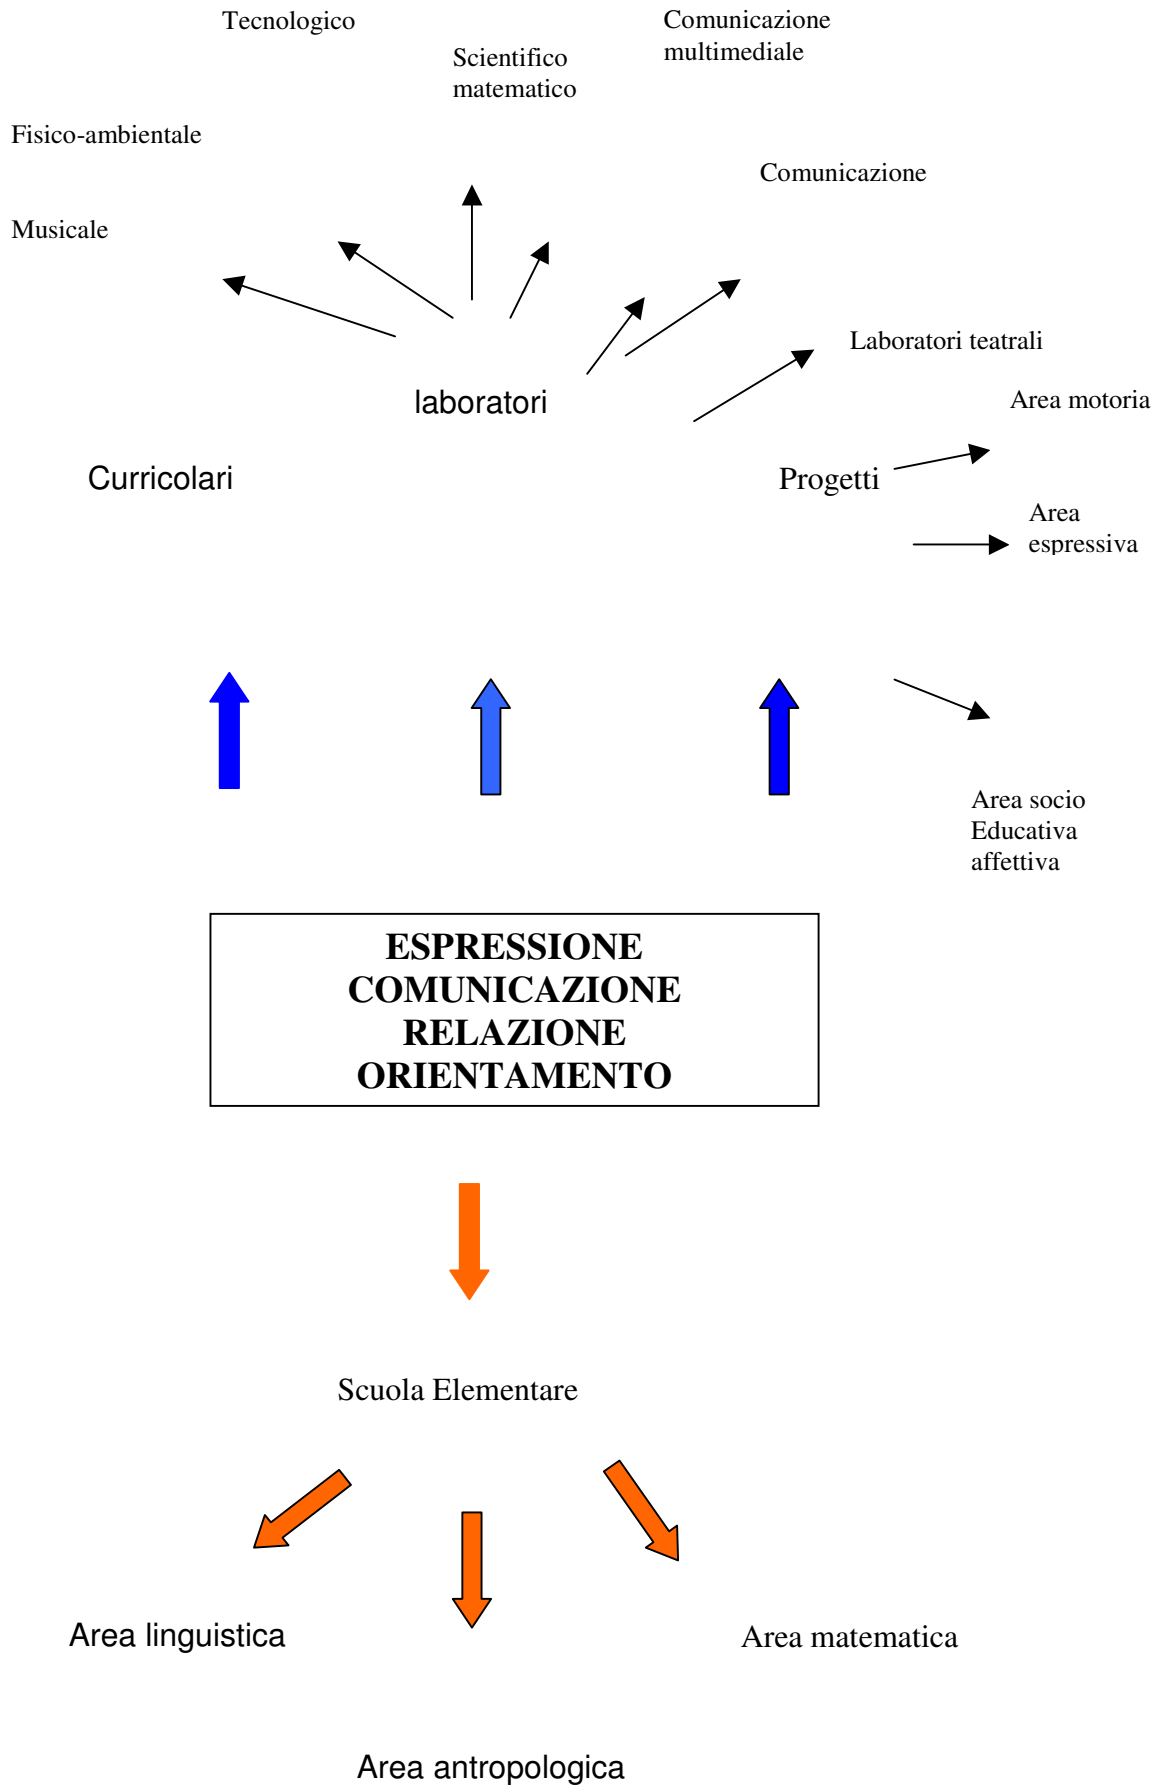 Tecnologico
Comunicazione
multimediale
Scientifico
matematico
Fisico-ambientale
Comunicazione
Musicale
Laboratori teatrali
laboratori
Area motoria
Curricolari
Progetti
Area
espressiva
Area socio
Educativa
affettiva
ESPRESSIONE
COMUNICAZIONE
RELAZIONE
ORIENTAMENTO
Scuola Elementare
Area linguistica
Area matematica
Area antropologica